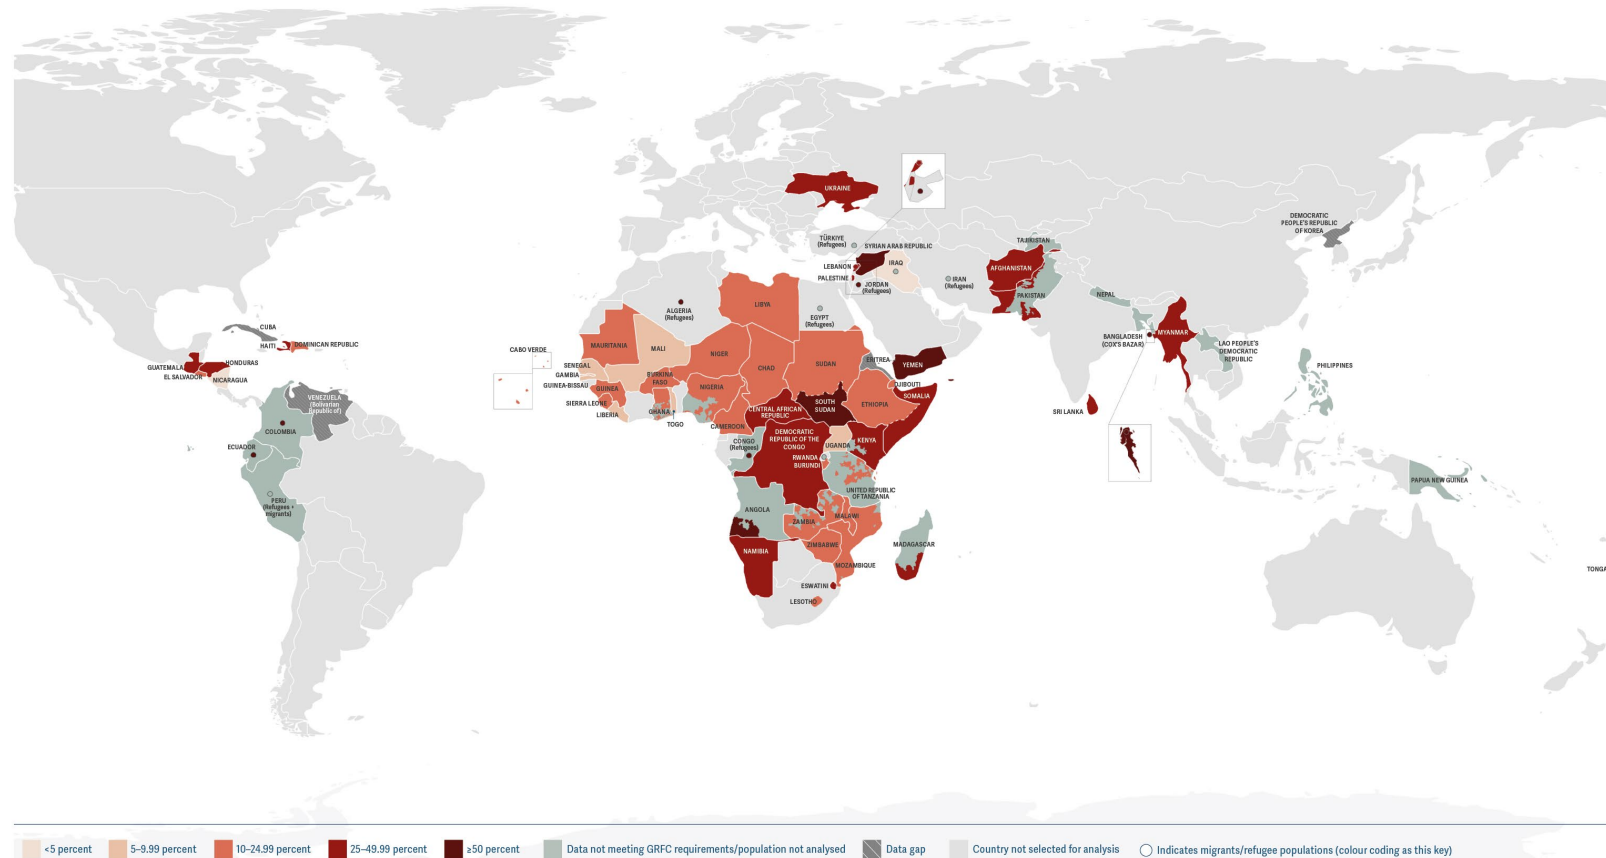 UKRAINE
DEMOCRATIC
PEOPLE'S REPUBLIC
OF KOREA
TÜRKIYE
(Refugees)
SYRIAN ARAB REPUBLIC
TAJIKISTAN
LEBANON
IRAQ
AFGHANISTAN
PALESTINE
JORDAN
(Refugees)
IRAN
(Refugees)
PAKISTAN
NEPAL
ALGERIA
(Refugees)
LIBYA
EGYPT
(Refugees)
CUBA
HAITI
DOMINICAN REPUBLIC
BANGLADESH
(COX'S BAZAR)
MYANMAR
LAO PEOPLE'S
DEMOCRATIC
REPUBLIC
CABO VERDE
MAURITANIA
MALI
NIGER
CHAD
SUDAN
ERITREA
YEMEN
PHILIPPINES
GUATEMALA
HONDURAS
EL SALVADOR
NICARAGUA
SENEGAL
GAMBIA
GUINEA-BISSAU
GUINEA
BURKINA
FASO
NIGERIA
DJIBOUTI
SOMALIA
ETHIOPIA
SIERRA LEONE
LIBERIA
GHANA
TOGO
CAMEROON
CENTRAL AFRICAN
REPUBLIC
SOUTH
SUDAN
SRI LANKA
VENEZUELA
(Bolivarian
Republic of)
COLOMBIA
ECUADOR
CONGO
(Refugees)
DEMOCRATIC
REPUBLIC OF THE
CONGO
UGANDA
KENYA
RWANDA
BURUNDI
PERU
(Refugees +
migrants)
UNITED REPUBLIC
OF TANZANIA
PAPUA NEW GUINEA
ANGOLA
ZAMBIA
MALAWI
NAMIBIA
ZIMBABWE
MADAGASCAR
MOZAMBIQUE
TONGA
ESWATINI
LESOTHO
<5 percent
5–9.99 percent
10–24.99 percent
25–49.99 percent
≥50 percent
Data not meeting GRFC requirements/population not analysed
Data gap
Country not selected for analysis
Indicates migrants/refugee populations (colour coding as this key)